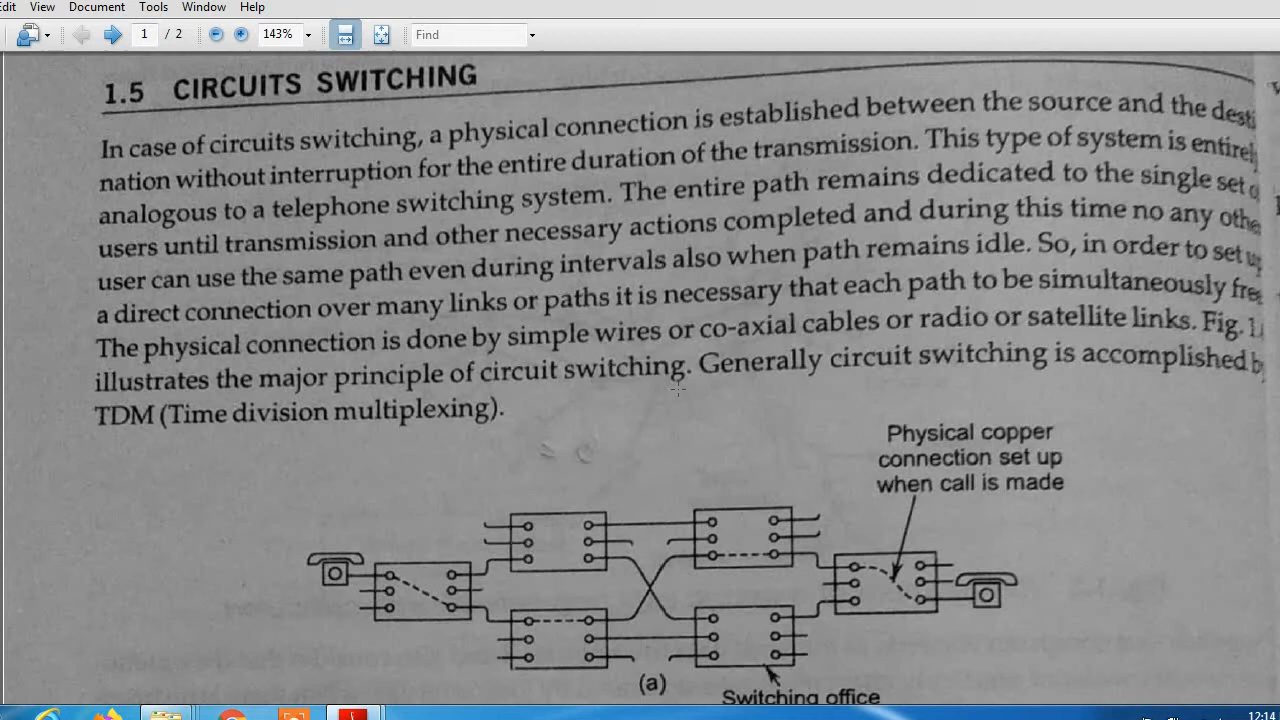 Edit View Document Tools Window Help
1 / 2 143% Find
1.5 CIRCUITS SWITCHING
In case of circuits switching, a physical connection is established between the source and the desti
nation without interruption for the entire duration of the transmission. This type of system is entirel
analogous to a telephone switching system. The entire path remains dedicated to the single set o
users until transmission and other necessary actions completed and during this time no any othe
user can use the same path even during intervals also when path remains idle. So, in order to set up
a direct connection over many links or paths it is necessary that each path to be simultaneously free
The physical connection is done by simple wires or co-axial cables or radio or satellite links. Fig. 1.
illustrates the major principle of circuit switching. Generally circuit switching is accomplished b
TDM (Time division multiplexing).
Physical copper
connection set up
when call is made
(a)
Switching office
12:14